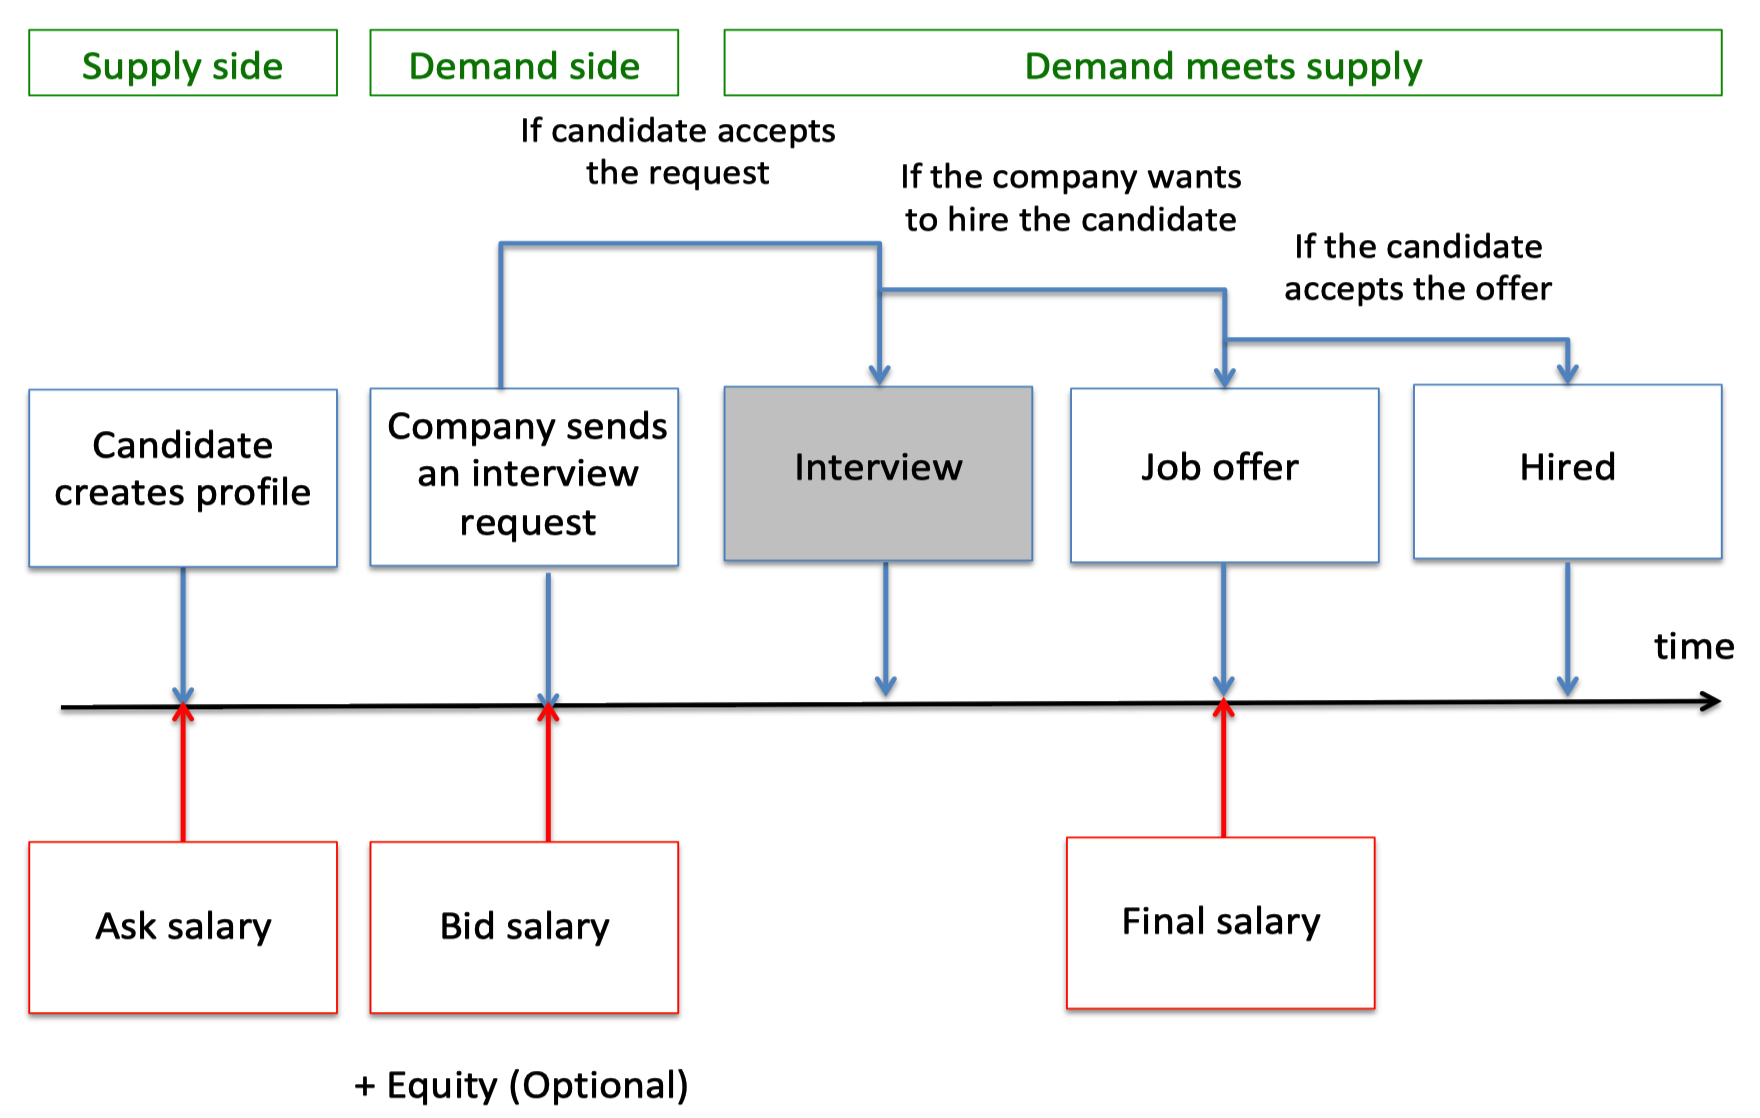 Supply side
Demand side
Demand meets supply
If candidate accepts
the request
If the company wants
to hire the candidate
If the candidate
accepts the offer
Candidate
creates profile
Company sends
an interview
request
Interview
Job offer
Hired
time
Ask salary
Bid salary
Final salary
+ Equity (Optional)